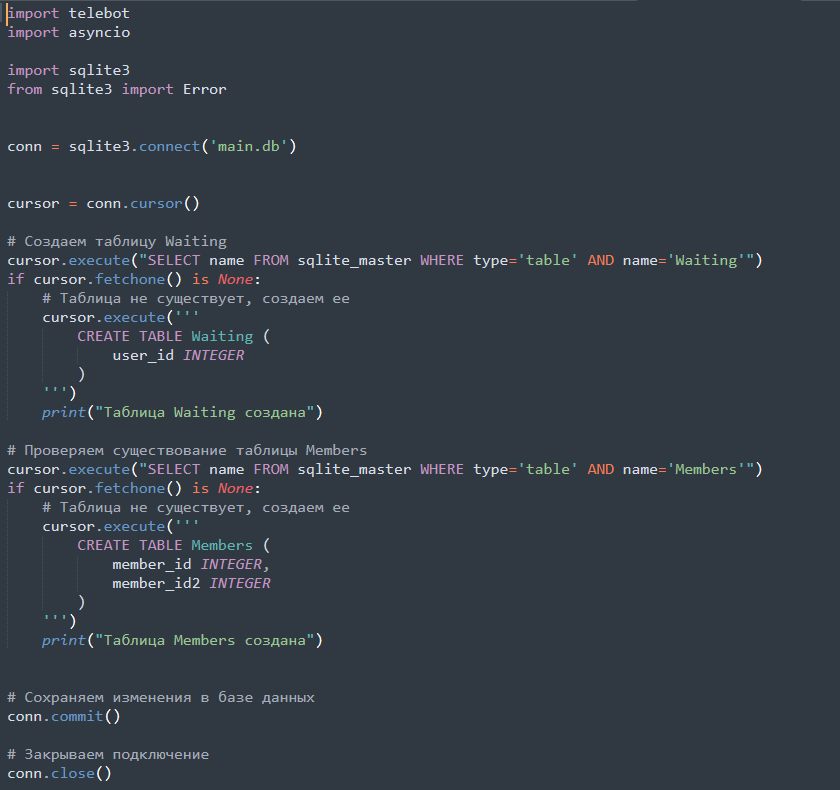 import telebot
import asyncio
import sqlite3
from sqlite3 import Error
conn = sqlite3.connect('main.db')
cursor = conn.cursor()
# Создаем таблицу Waiting
cursor.execute("SELECT name FROM sqlite_master WHERE type='table' AND name='Waiting'")
if cursor.fetchone() is None:
    # Таблица не существует, создаем ее
    cursor.execute('''
        CREATE TABLE Waiting (
            user_id INTEGER
        )
    ''')
    print("Таблица Waiting создана")
# Проверяем существование таблицы Members
cursor.execute("SELECT name FROM sqlite_master WHERE type='table' AND name='Members'")
if cursor.fetchone() is None:
    # Таблица не существует, создаем ее
    cursor.execute('''
        CREATE TABLE Members (
            member_id INTEGER,
            member_id2 INTEGER
        )
    ''')
    print("Таблица Members создана")
# Сохраняем изменения в базе данных
conn.commit()
# Закрываем подключение
conn.close()